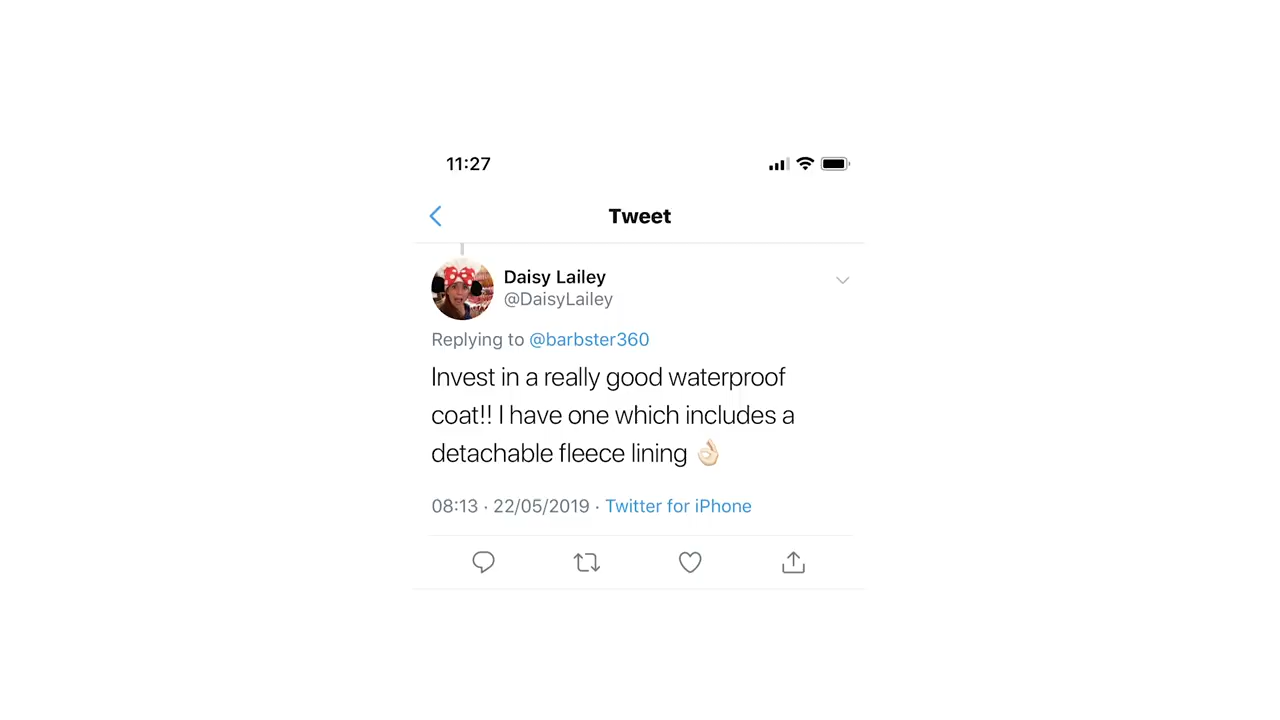 11:27
Tweet
Daisy Lailey
@DaisyLailey
Replying to @barbster360
Invest in a really good waterproof
coat!! I have one which includes a
detachable fleece lining 👌🏻
08:13 · 22/05/2019 · Twitter for iPhone